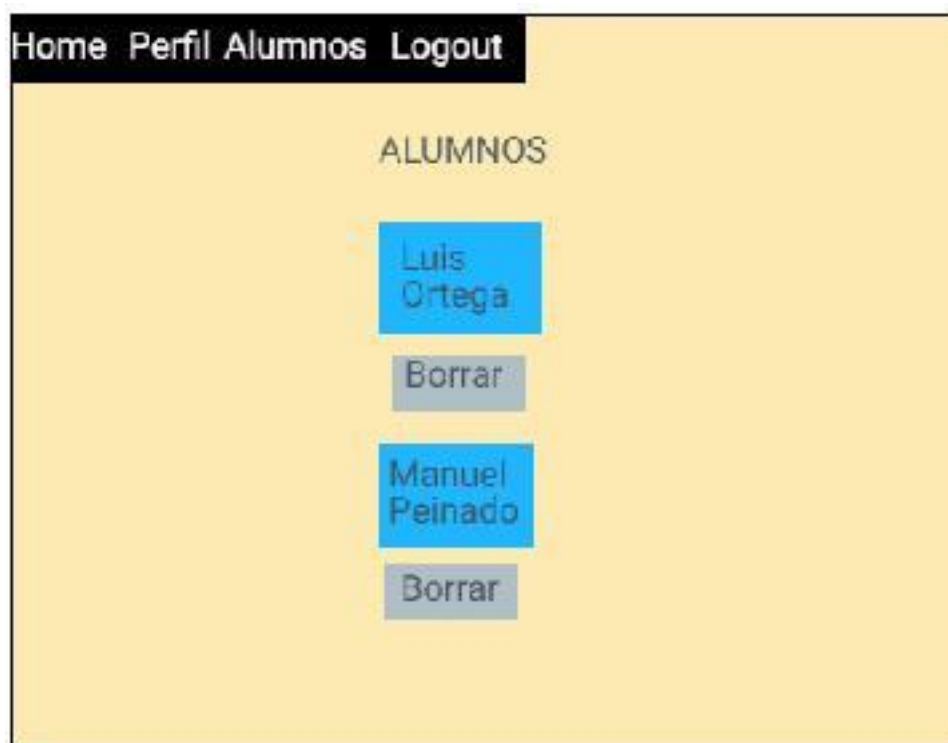 Home Perfil Alumnos Logout
ALUMNOS
Luis
Ortega
Borrar
Manuel
Peinado
Borrar